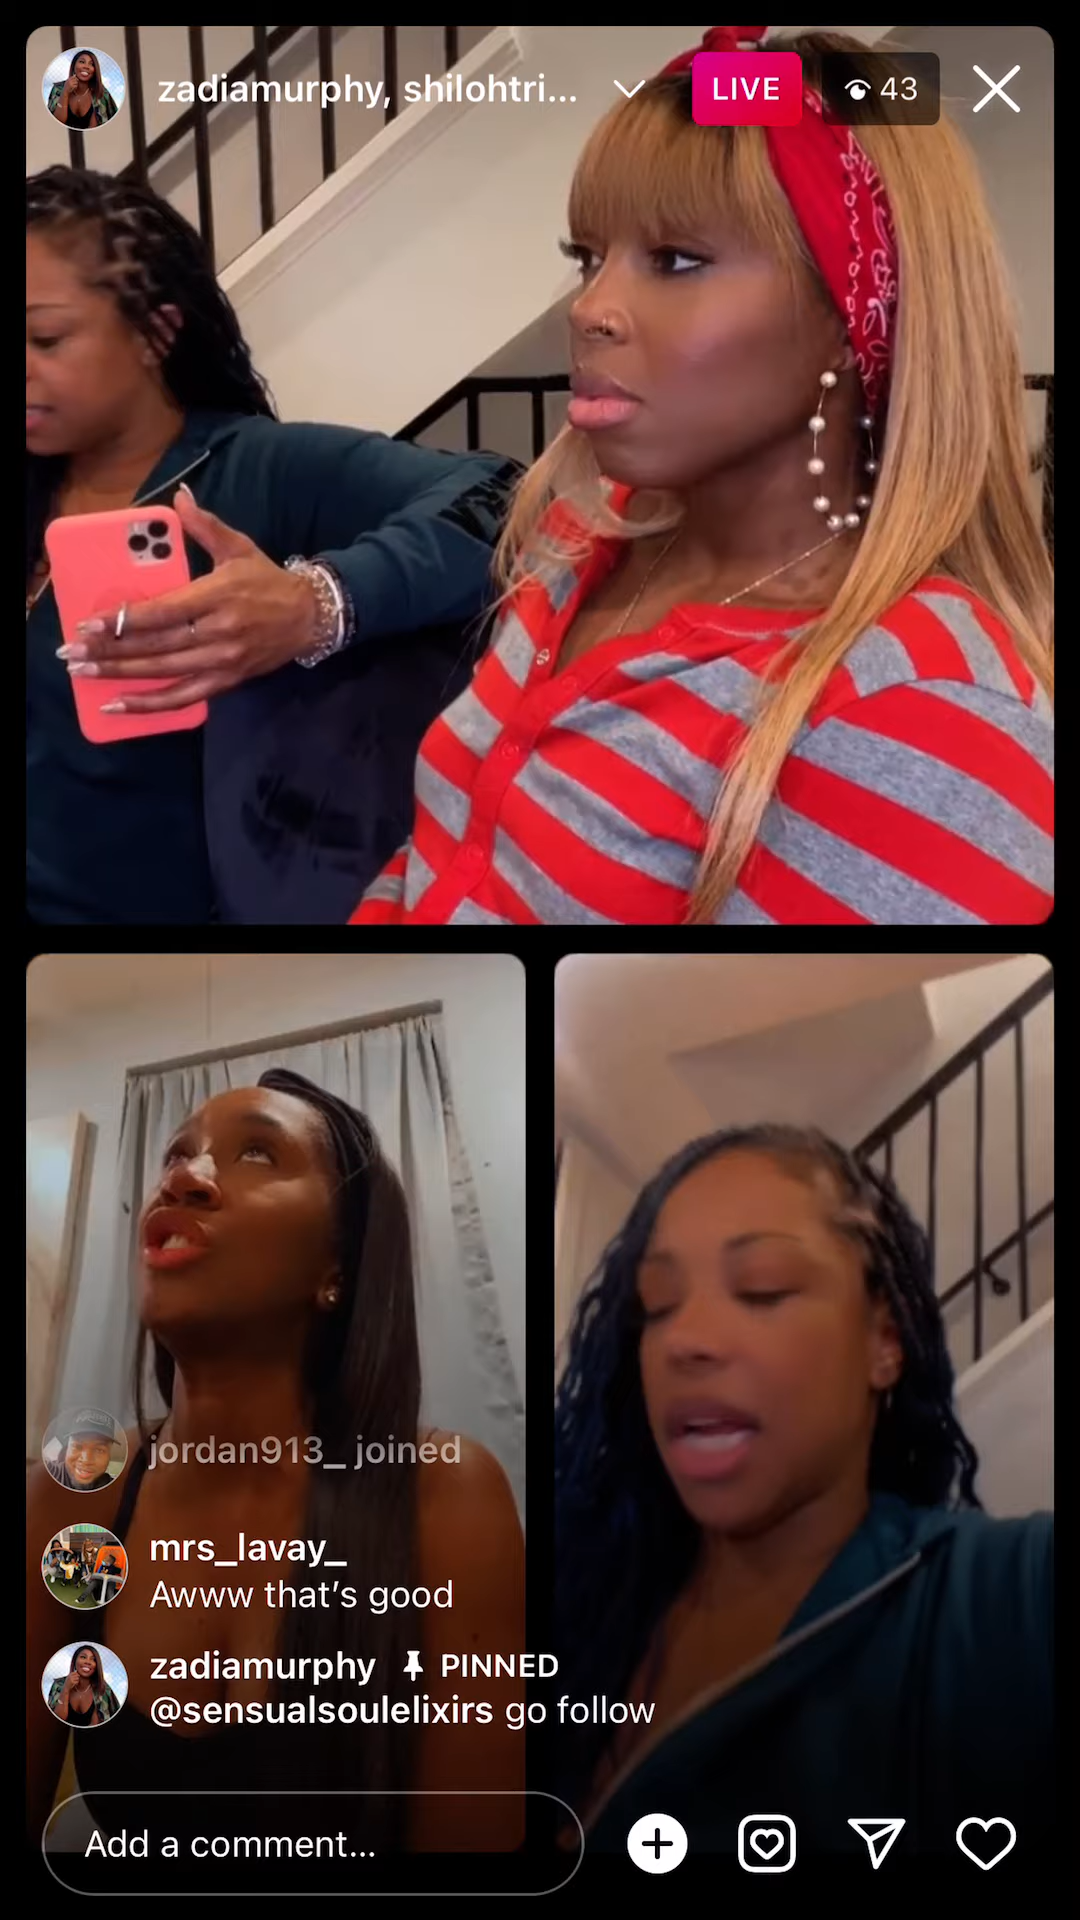 zadiamurphy, shilohtri...
LIVE
43
jordan913_ joined
mrs_lavay_
Awww that's good
zadiamurphy PINNED
@sensualsoulelixirs go follow
Add a comment...